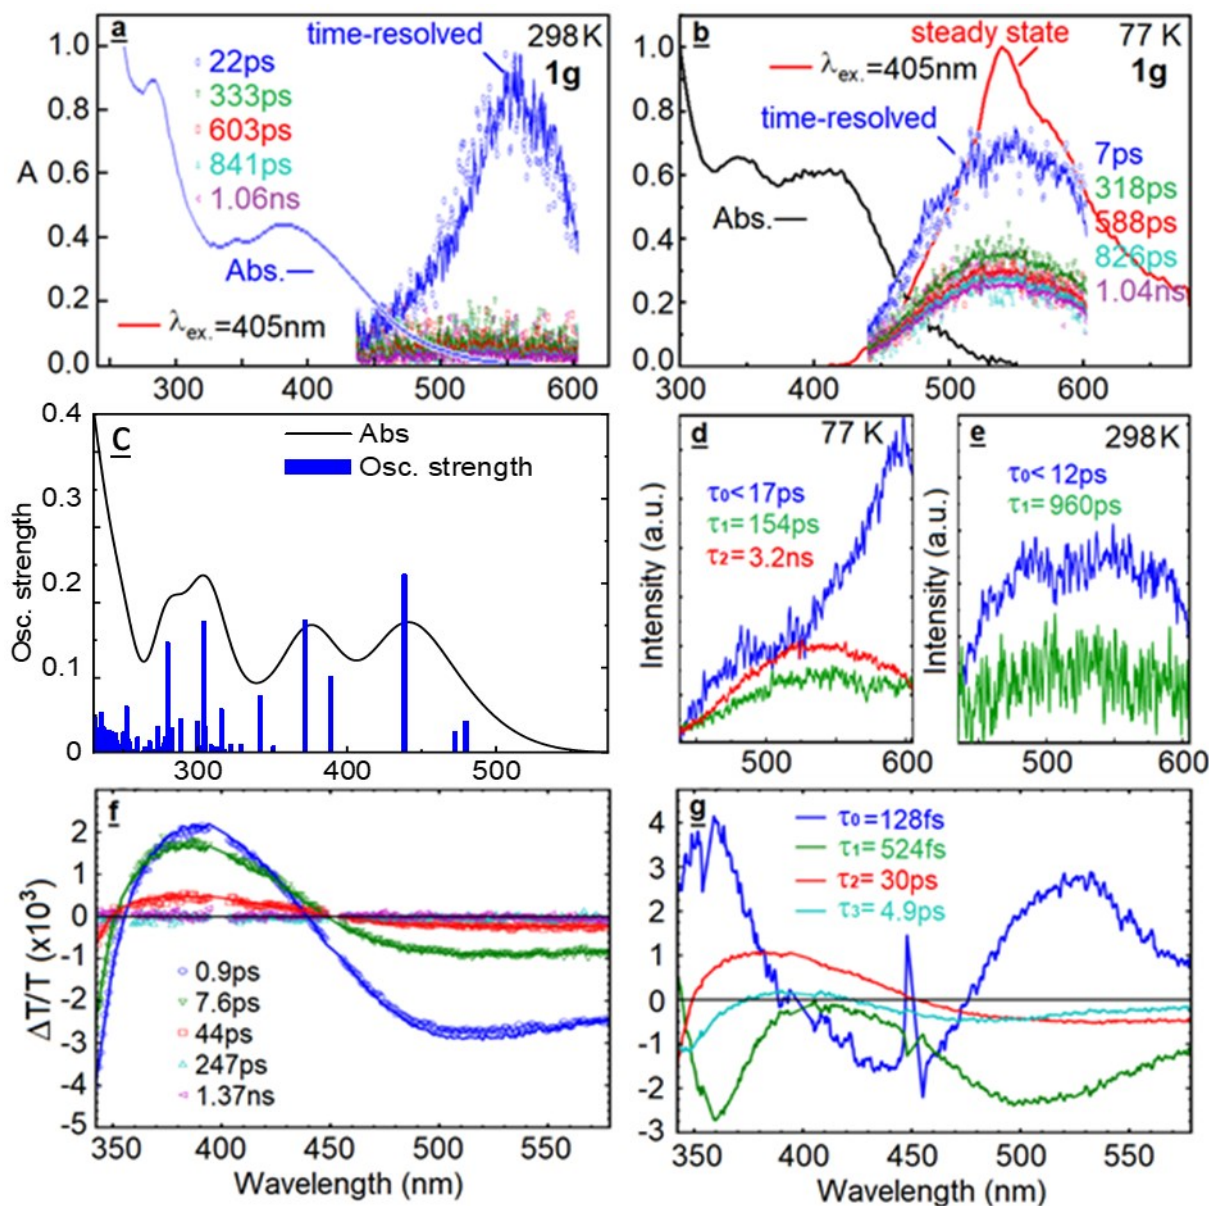 a
time-resolved
298K
1g
22ps
333ps
603ps
841ps
1.06ns
Abs.
λex.=405nm
A
1.0
0.8
0.6
0.4
0.2
0.0
300 400 500 600
b
steady state
77 K
λex.=405nm
1g
time-resolved
7ps
318ps
588ps
826ps
1.04ns
Abs.
1.0
0.8
0.6
0.4
0.2
0.0
300 400 500 600
C
Abs
Osc. strength
Osc. strength
0.4
0.3
0.2
0.1
0
300 400 500
d
77 K
τ₀<17ps
τ₁=154ps
τ₂=3.2ns
Intensity (a.u.)
500 600
e
298K
τ₀<12ps
τ₁=960ps
Intensity (a.u.)
500 600
f
2
1
0
-1
-2
-3
-4
-5
ΔT/T (x10³)
0.9ps
7.6ps
44ps
247ps
1.37ns
350 400 450 500 550
Wavelength (nm)
g
τ₀=128fs
τ₁=524fs
τ₂=30ps
τ₃=4.9ps
4
3
2
1
0
-1
-2
-3
350 400 450 500 550
Wavelength (nm)